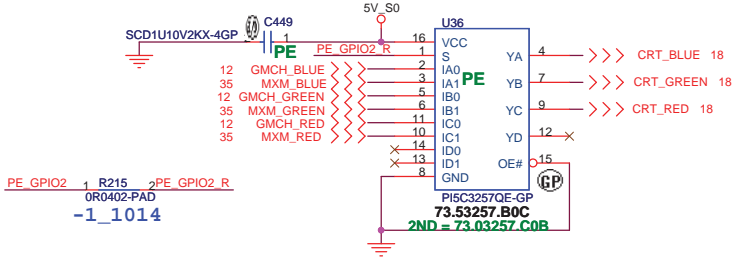 5V_S0
C449
SCD1U10V2KX-4GP
1
PE
U36
PE_GPIO2_R
16 VCC
1 S
12 GMCH_BLUE 2 IA0
35 MXM_BLUE 3 IA1
12 GMCH_GREEN 5 IB0
35 MXM_GREEN 6 IB1
12 GMCH_RED 11 IC0
35 MXM_RED 10 IC1
14 ID0
13 ID1
8 GND
PE
YA 4 CRT_BLUE 18
YB 7 CRT_GREEN 18
YC 9 CRT_RED 18
YD 12
OE# 15
GP
PI5C3257QE-GP
73.53257.B0C
2ND = 73.03257.C0B
PE_GPIO2 1 R215 2 PE_GPIO2_R
0R0402-PAD
-1_1014